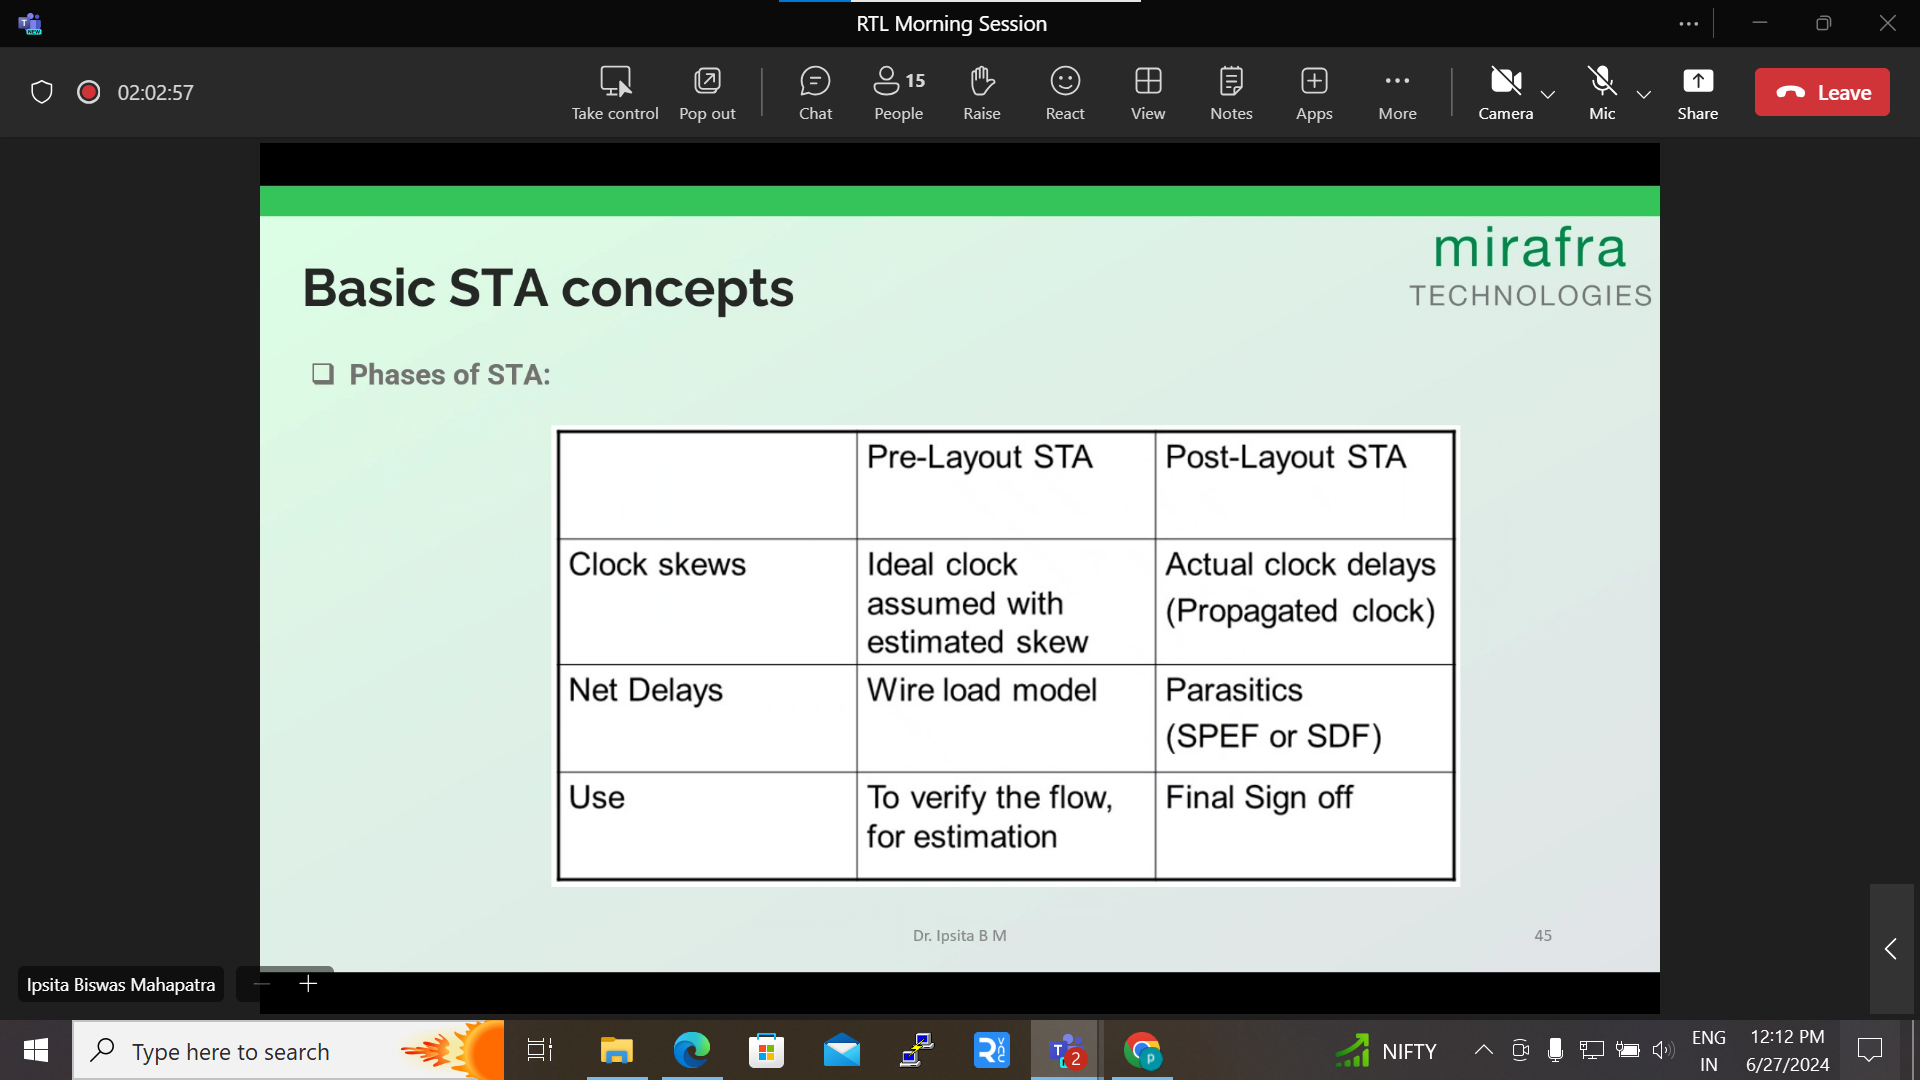 RTL Morning Session
02:02:57
Take control
Pop out
Chat
15
People
Raise
React
View
Notes
Apps
More
Camera
Mic
Share
Leave
mirafra
TECHNOLOGIES
Basic STA concepts
Phases of STA:
Pre-Layout STA
Post-Layout STA
Clock skews
Ideal clock
assumed with
estimated skew
Actual clock delays
(Propagated clock)
Net Delays
Wire load model
Parasitics
(SPEF or SDF)
Use
To verify the flow,
for estimation
Final Sign off
Dr. Ipsita B M
45
Ipsita Biswas Mahapatra
Type here to search
2
NIFTY
ENG
IN
12:12 PM
6/27/2024